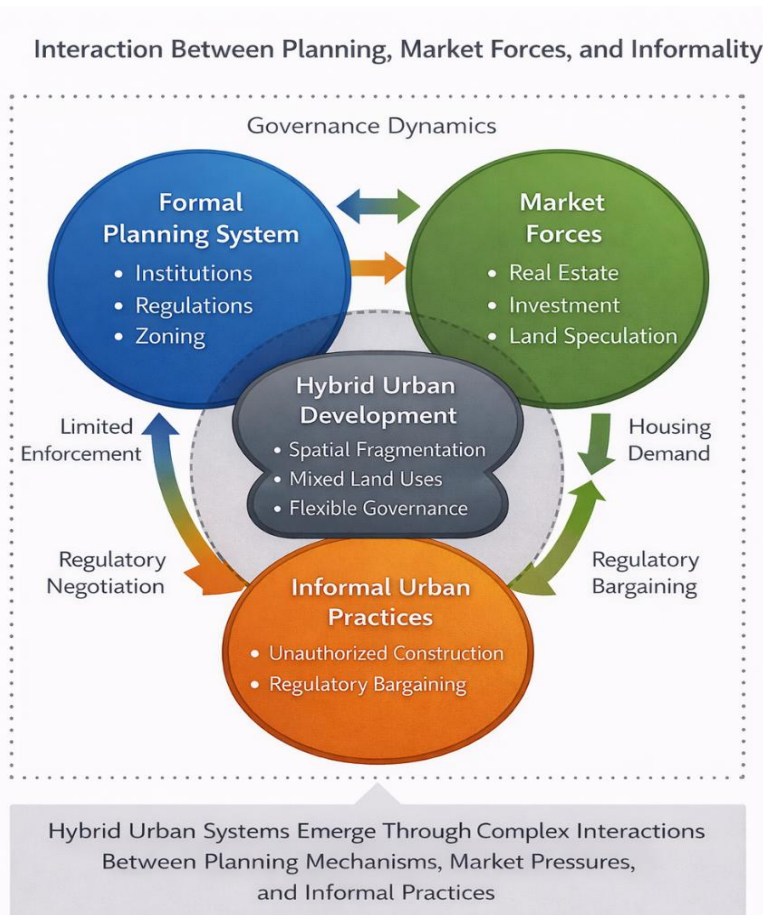 Interaction Between Planning, Market Forces, and Informality
Governance Dynamics
Formal
Planning System
• Institutions
• Regulations
• Zoning
Market
Forces
• Real Estate
• Investment
• Land Speculation
Hybrid Urban
Development
• Spatial Fragmentation
• Mixed Land Uses
• Flexible Governance
Limited
Enforcement
Housing
Demand
Regulatory
Negotiation
Regulatory
Bargaining
Informal Urban
Practices
• Unauthorized Construction
• Regulatory Bargaining
Hybrid Urban Systems Emerge Through Complex Interactions
Between Planning Mechanisms, Market Pressures,
and Informal Practices